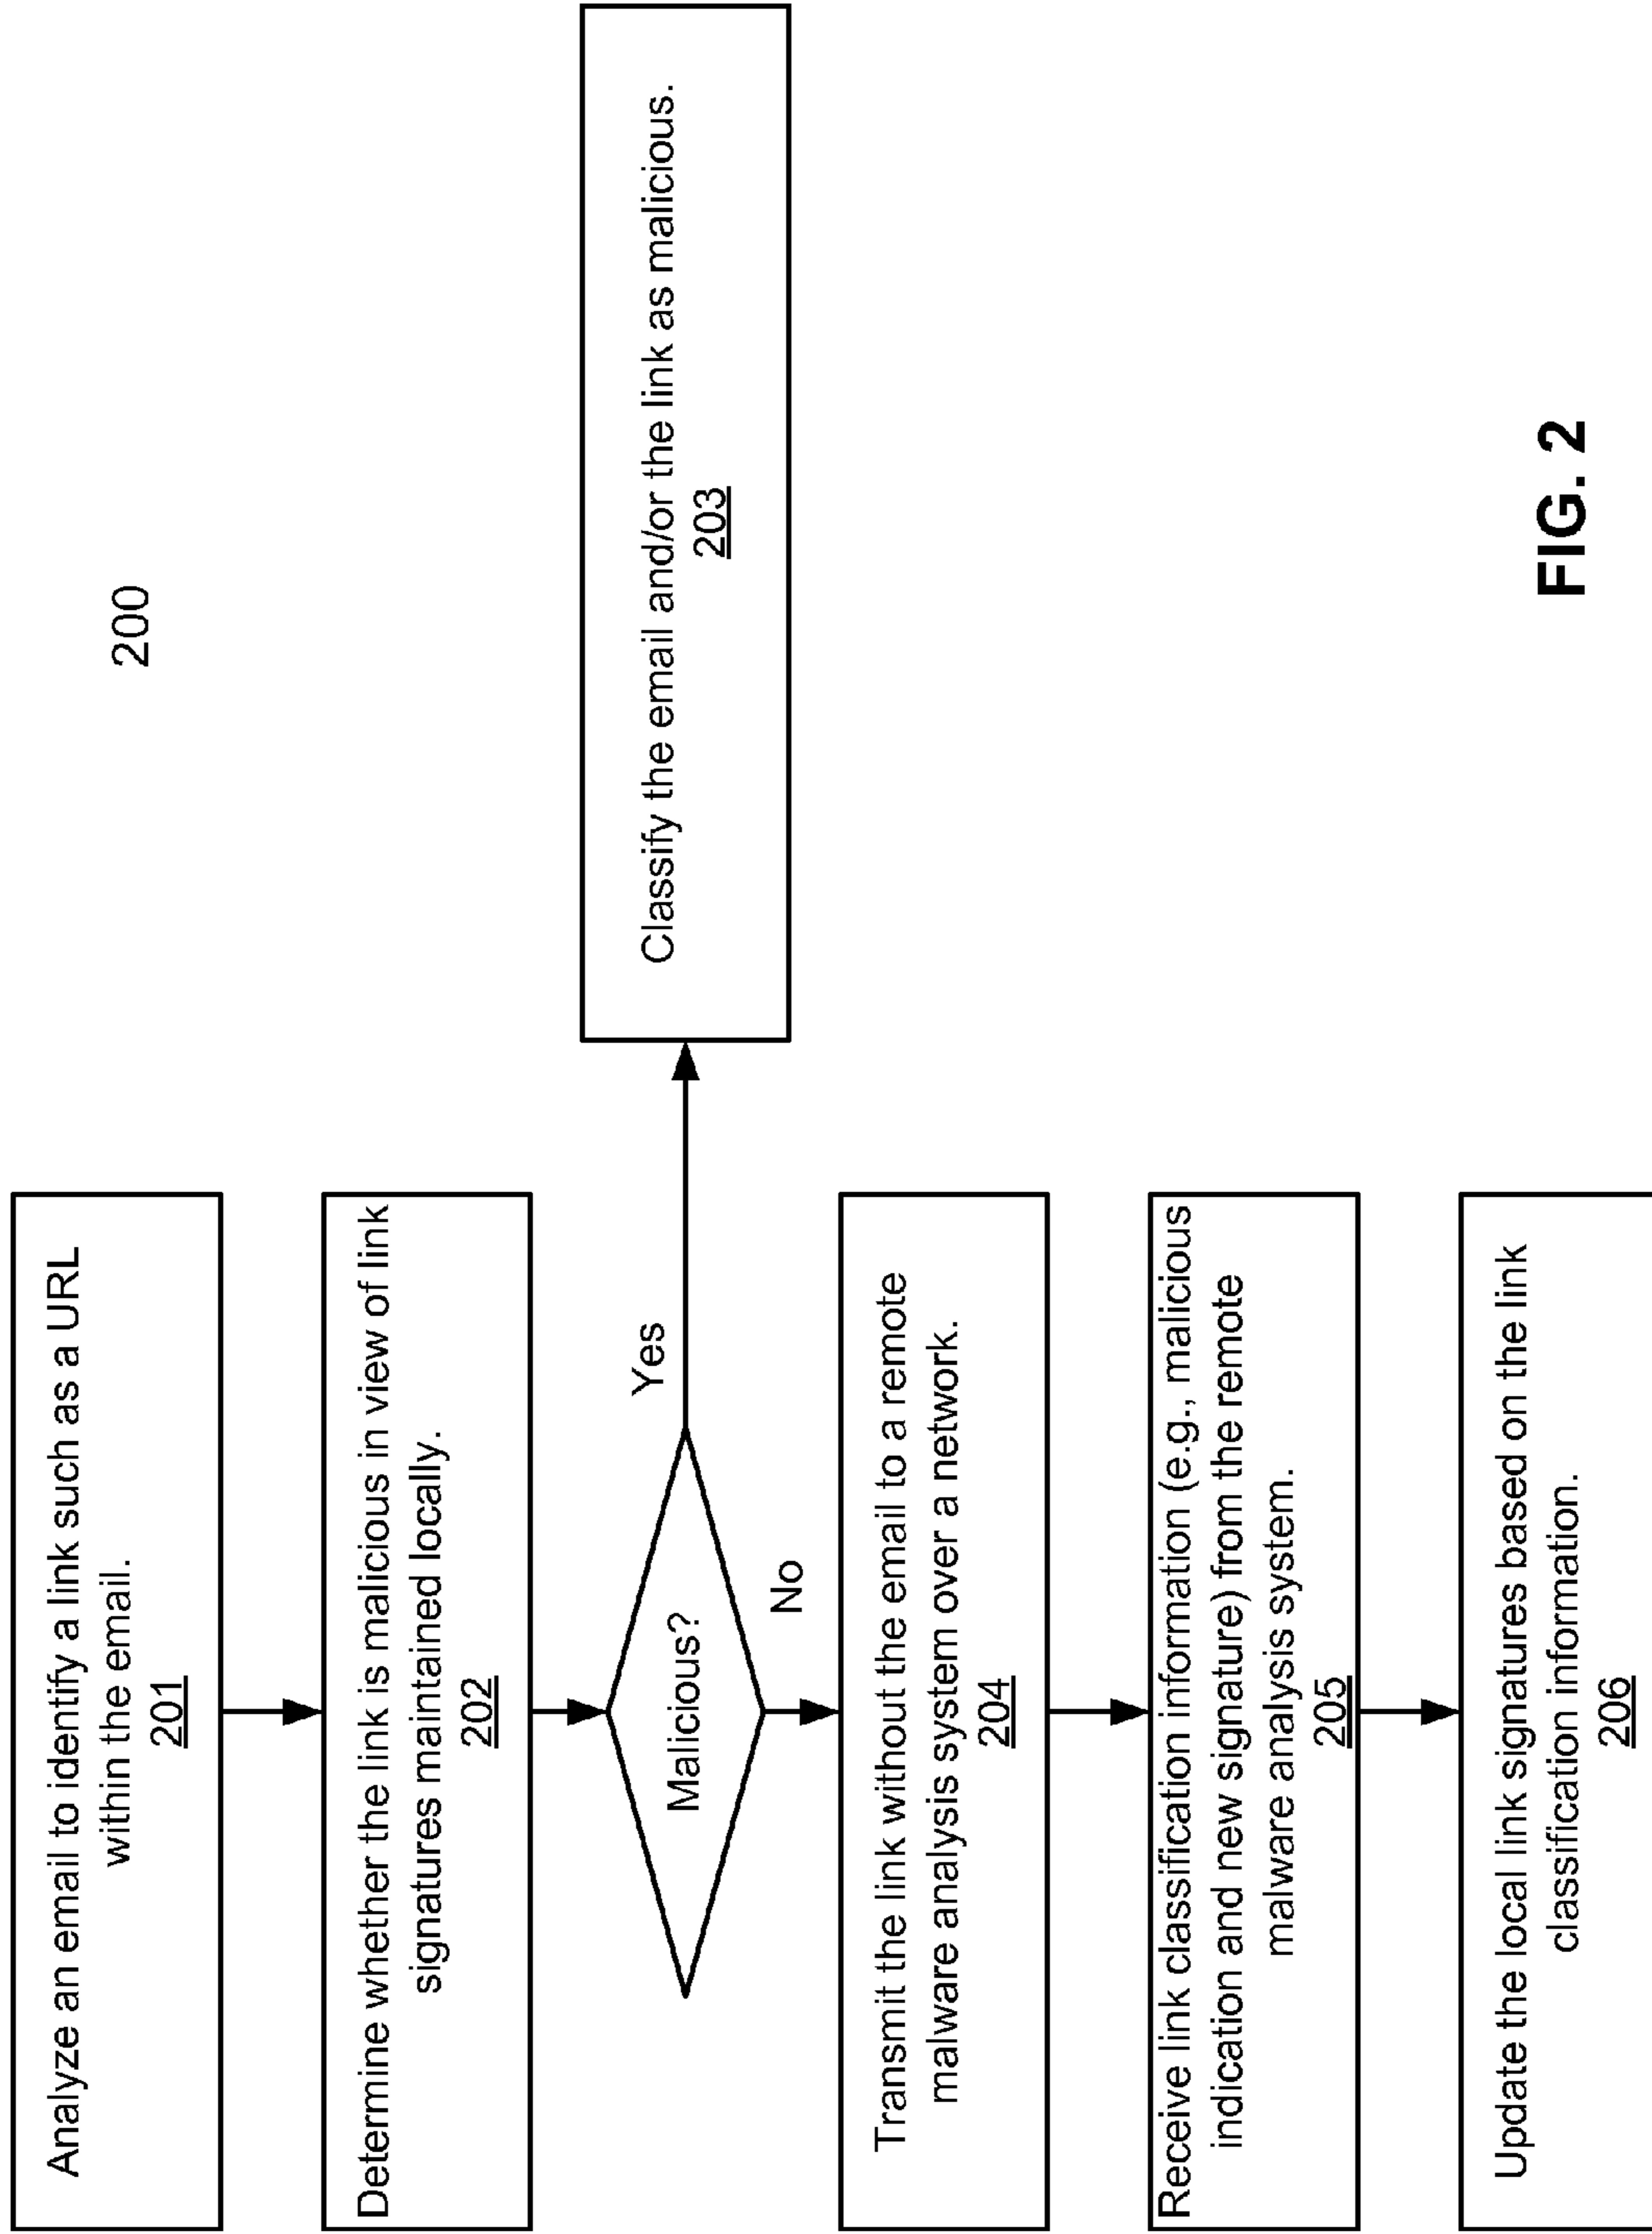 200
Analyze an email to identify a link such as a URL
within the email.
201
Determine whether the link is malicious in view of link
signatures maintained locally.
202
Malicious?
Yes
Classify the email and/or the link as malicious.
203
No
Transmit the link without the email to a remote
malware analysis system over a network.
204
Receive link classification information (e.g., malicious
indication and new signature) from the remote
malware analysis system.
205
Update the local link signatures based on the link
classification information.
206
FIG. 2